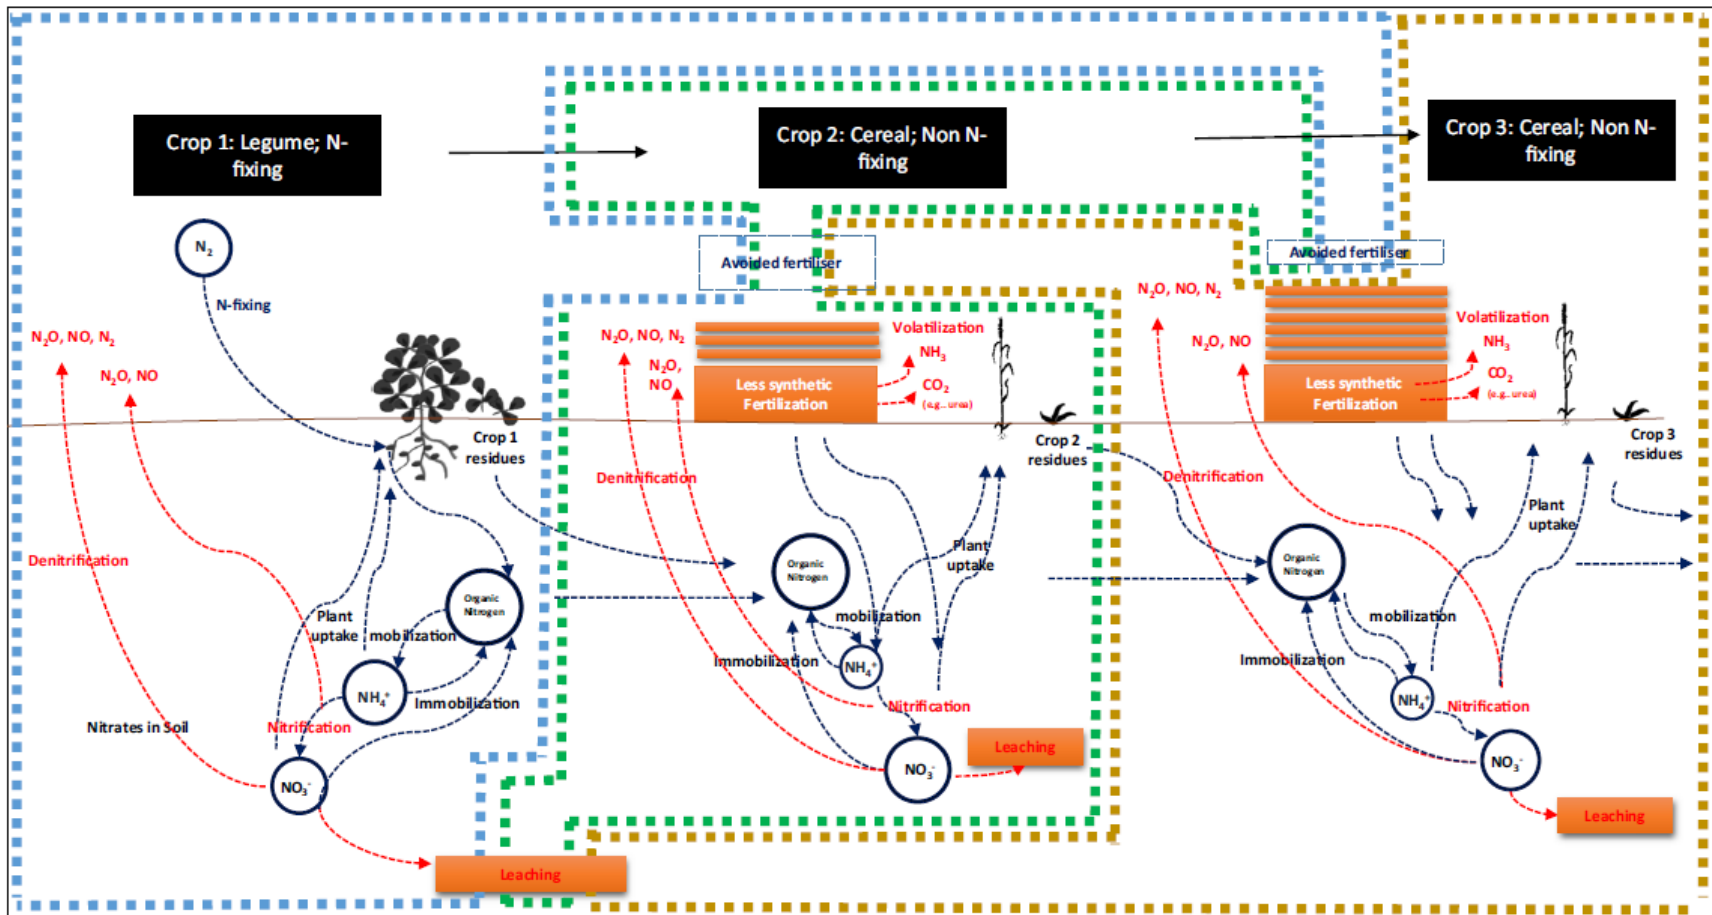 Crop 1: Legume; N-
fixing
Crop 2: Cereal; Non N-
fixing
Crop 3: Cereal; Non N-
fixing
N₂
N-fixing
N₂O, NO, N₂
N₂O, NO
Crop 1
residues
Denitrification
Plant
uptake
mobilization
Organic
Nitrogen
NH₄⁺
Immobilization
Nitrates in Soil
Nitrification
NO₃⁻
Leaching
Avoided fertiliser
N₂O, NO, N₂
N₂O,
NO
Volatilization
NH₃
CO₂
(e.g., urea)
Less synthetic
Fertilization
Crop 2
residues
Denitrification
Organic
Nitrogen
Plant
uptake
mobilization
Immobilization
NH₄⁺
Nitrification
NO₃⁻
Leaching
Avoided fertiliser
N₂O, NO, N₂
N₂O, NO
Volatilization
NH₃
CO₂
(e.g., urea)
Less synthetic
Fertilization
Crop 3
residues
Denitrification
Plant
uptake
Organic
Nitrogen
mobilization
Immobilization
NH₄⁺
Nitrification
NO₃⁻
Leaching